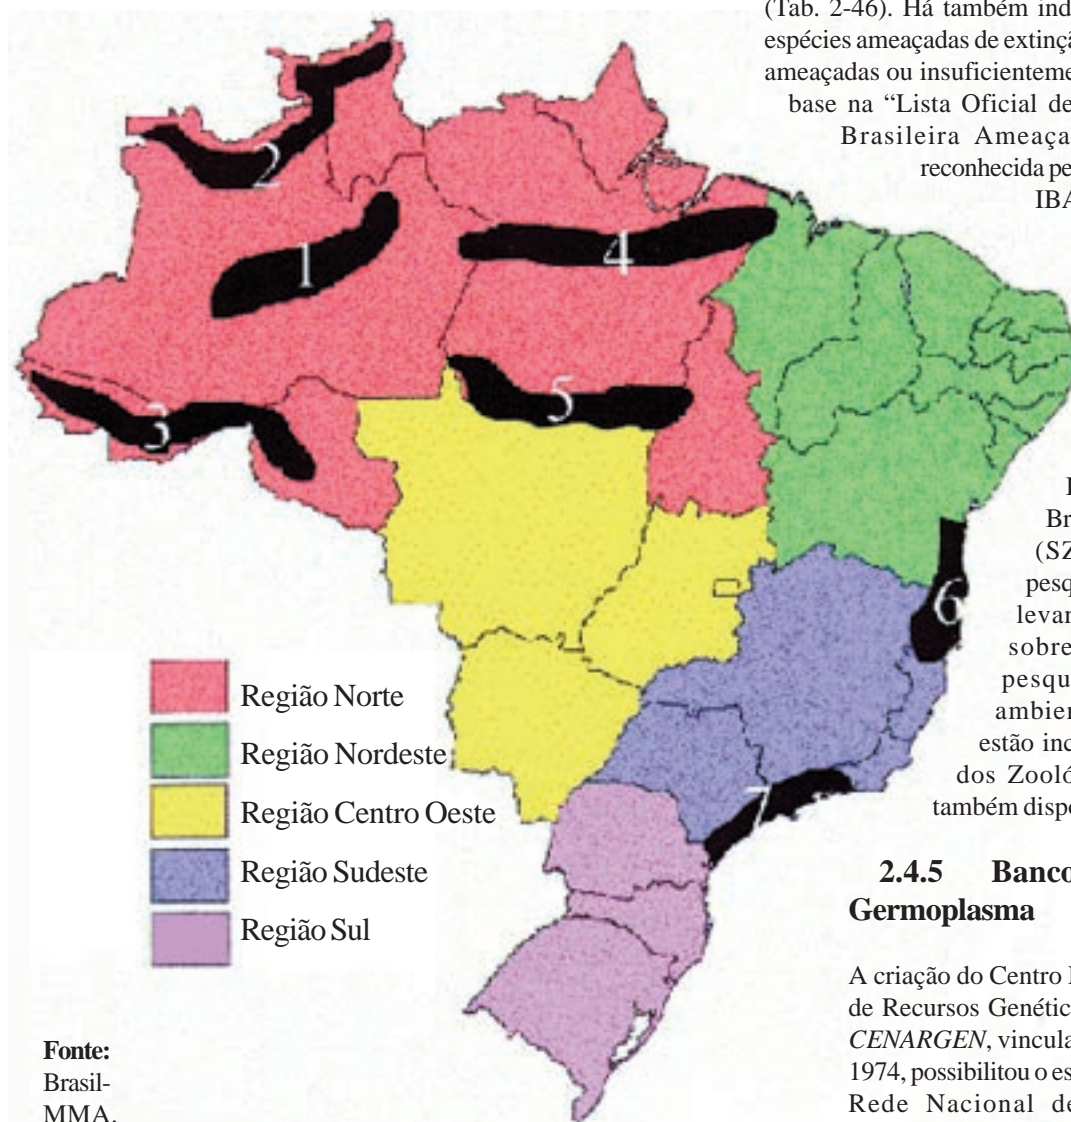 (Tab. 2-46). Há também ind
espécies ameaçadas de extinçã
ameaçadas ou insuficienteme
base na “Lista Oficial de
Brasileira Ameaça
reconhecida pe
IBA
2
1
4
3
5
6
7
Região Norte
Região Nordeste
Região Centro Oeste
Região Sudeste
Região Sul
Fonte:
Brasil-
MMA.
Br
(SZ
pesq
levan
sobre
pesqu
ambien
estão inc
dos Zooló
também dispo
2.4.5 Banco
Germoplasma
A criação do Centro
de Recursos Genétic
CENARGEN, vincula
1974, possibilitou o es
Rede Nacional de